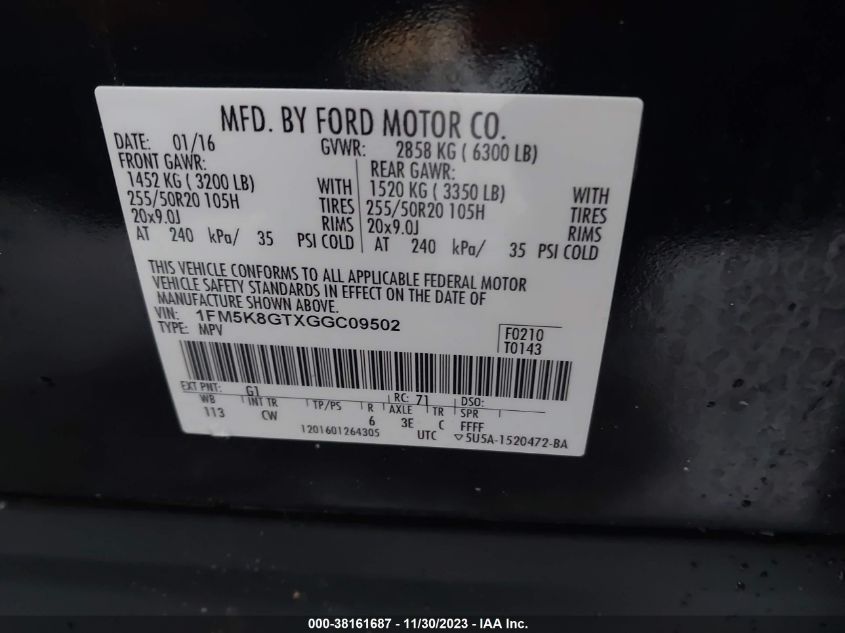 MFD. BY FORD MOTOR CO.
DATE: 01/16 GVWR: 2858 KG ( 6300 LB)
FRONT GAWR: REAR GAWR:
1452 KG ( 3200 LB) WITH 1520 KG ( 3350 LB) WITH
255/50R20 105H TIRES 255/50R20 105H TIRES
20x9.0J RIMS 20x9.0J RIMS
AT 240 kPa/ 35 PSI COLD AT 240 kPa/ 35 PSI COLD
THIS VEHICLE CONFORMS TO ALL APPLICABLE FEDERAL MOTOR
VEHICLE SAFETY STANDARDS IN EFFECT ON THE DATE OF
MANUFACTURE SHOWN ABOVE.
VIN: 1FM5K8GTXGGC09502
TYPE: MPV
F0210
T0143
EXT PNT: G1 RC: 71 DSO:
WB INT TR TP/PS R AXLE TR SPR
113 CW 6 3E C FFFF
1201601264305 UTC ▽5U5A-1520472-BA
000-38161687 - 11/30/2023 - IAA Inc.